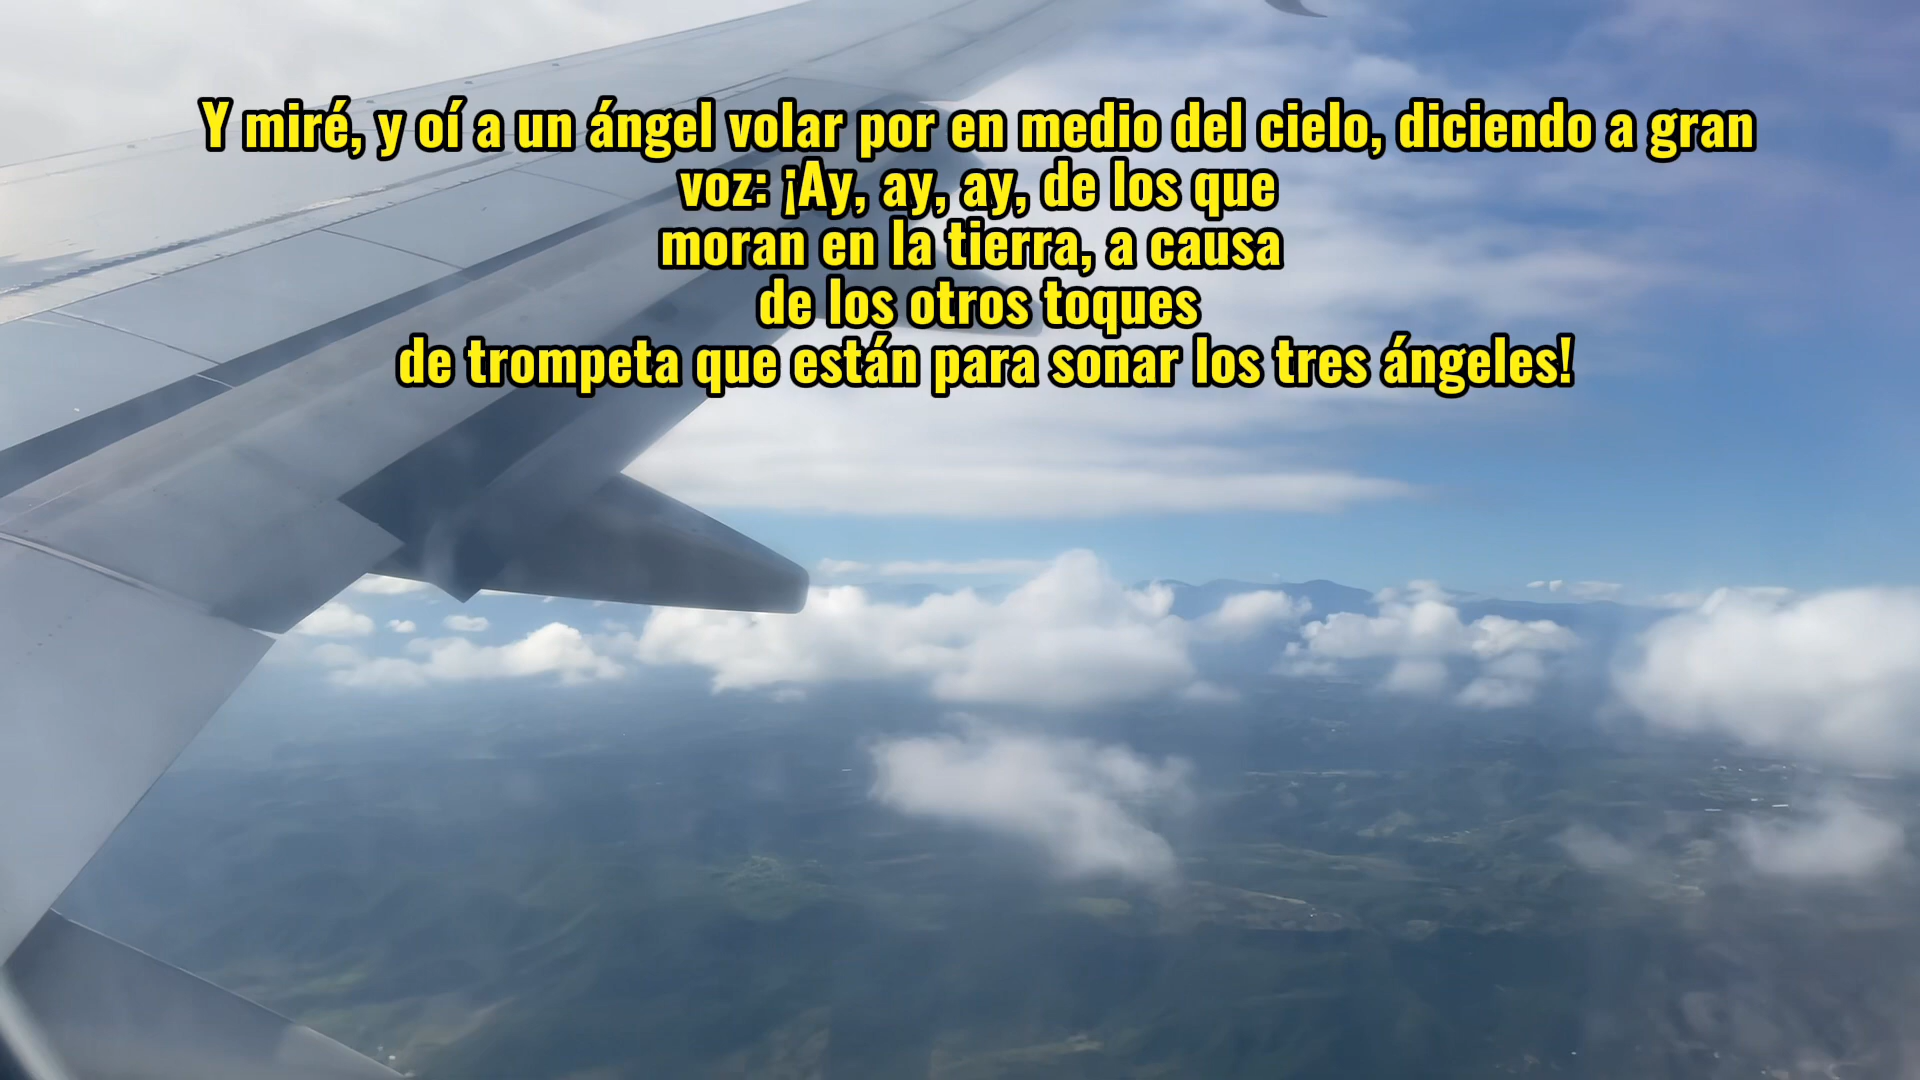 Y miré, y oí a un ángel volar por en medio del cielo, diciendo a gran
voz: ¡Ay, ay, ay, de los que
moran en la tierra, a causa
de los otros toques
de trompeta que están para sonar los tres ángeles!